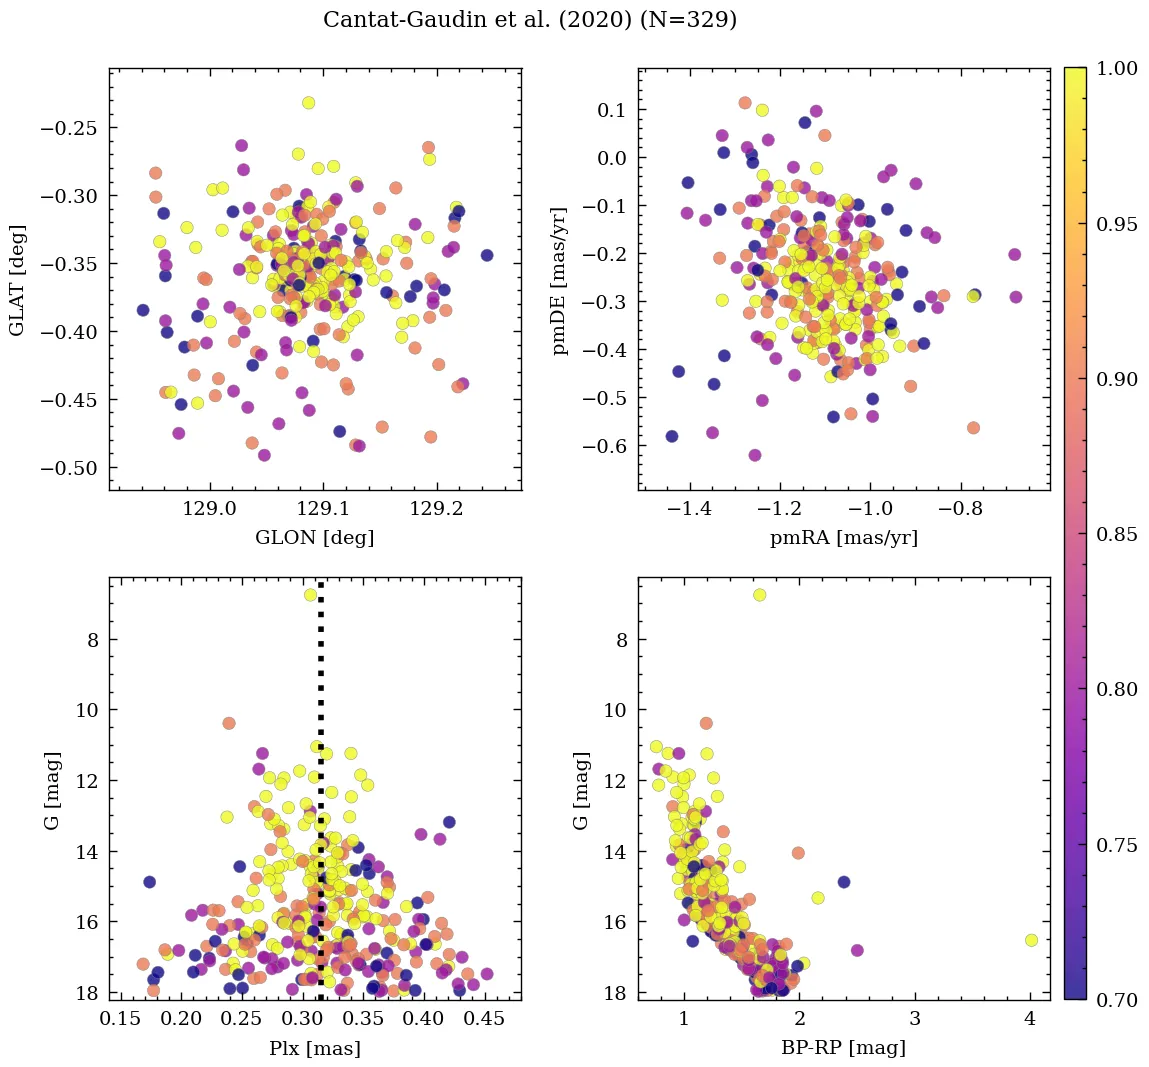 Cantat-Gaudin et al. (2020) (N=329)
−0.25
−0.30
−0.35
−0.40
−0.45
−0.50
GLAT [deg]
129.0 129.1 129.2
GLON [deg]
0.1
0.0
−0.1
−0.2
−0.3
−0.4
−0.5
−0.6
pmDE [mas/yr]
−1.4 −1.2 −1.0 −0.8
pmRA [mas/yr]
8
10
12
14
16
18
G [mag]
0.15 0.20 0.25 0.30 0.35 0.40 0.45
Plx [mas]
8
10
12
14
16
18
G [mag]
1 2 3 4
BP-RP [mag]
1.00
0.95
0.90
0.85
0.80
0.75
0.70